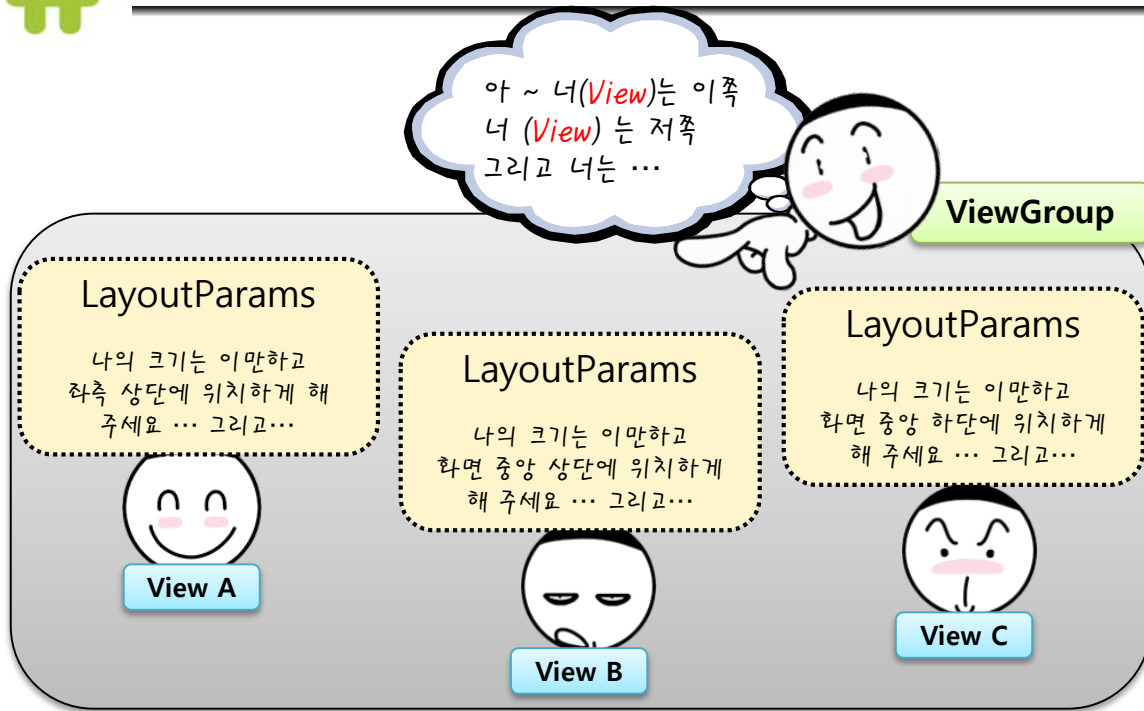 아 ~ 너(View)는 이쪽
너 (View) 는 저쪽
그리고 너는 …
ViewGroup
LayoutParams
나의 크기는 이만하고
좌측 상단에 위치하게 해
주세요 … 그리고…
View A
LayoutParams
나의 크기는 이만하고
화면 중앙 상단에 위치하게
해 주세요 … 그리고…
View B
LayoutParams
나의 크기는 이만하고
화면 중앙 하단에 위치하게
해 주세요 … 그리고…
View C